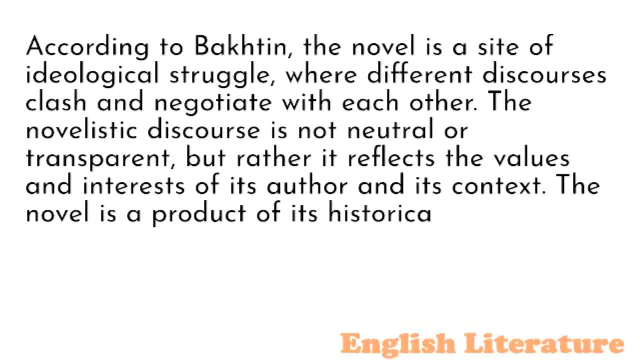 According to Bakhtin, the novel is a site of
ideological struggle, where different discourses
clash and negotiate with each other. The
novelistic discourse is not neutral or
transparent, but rather it reflects the values
and interests of its author and its context. The
novel is a product of its historica
English Literature